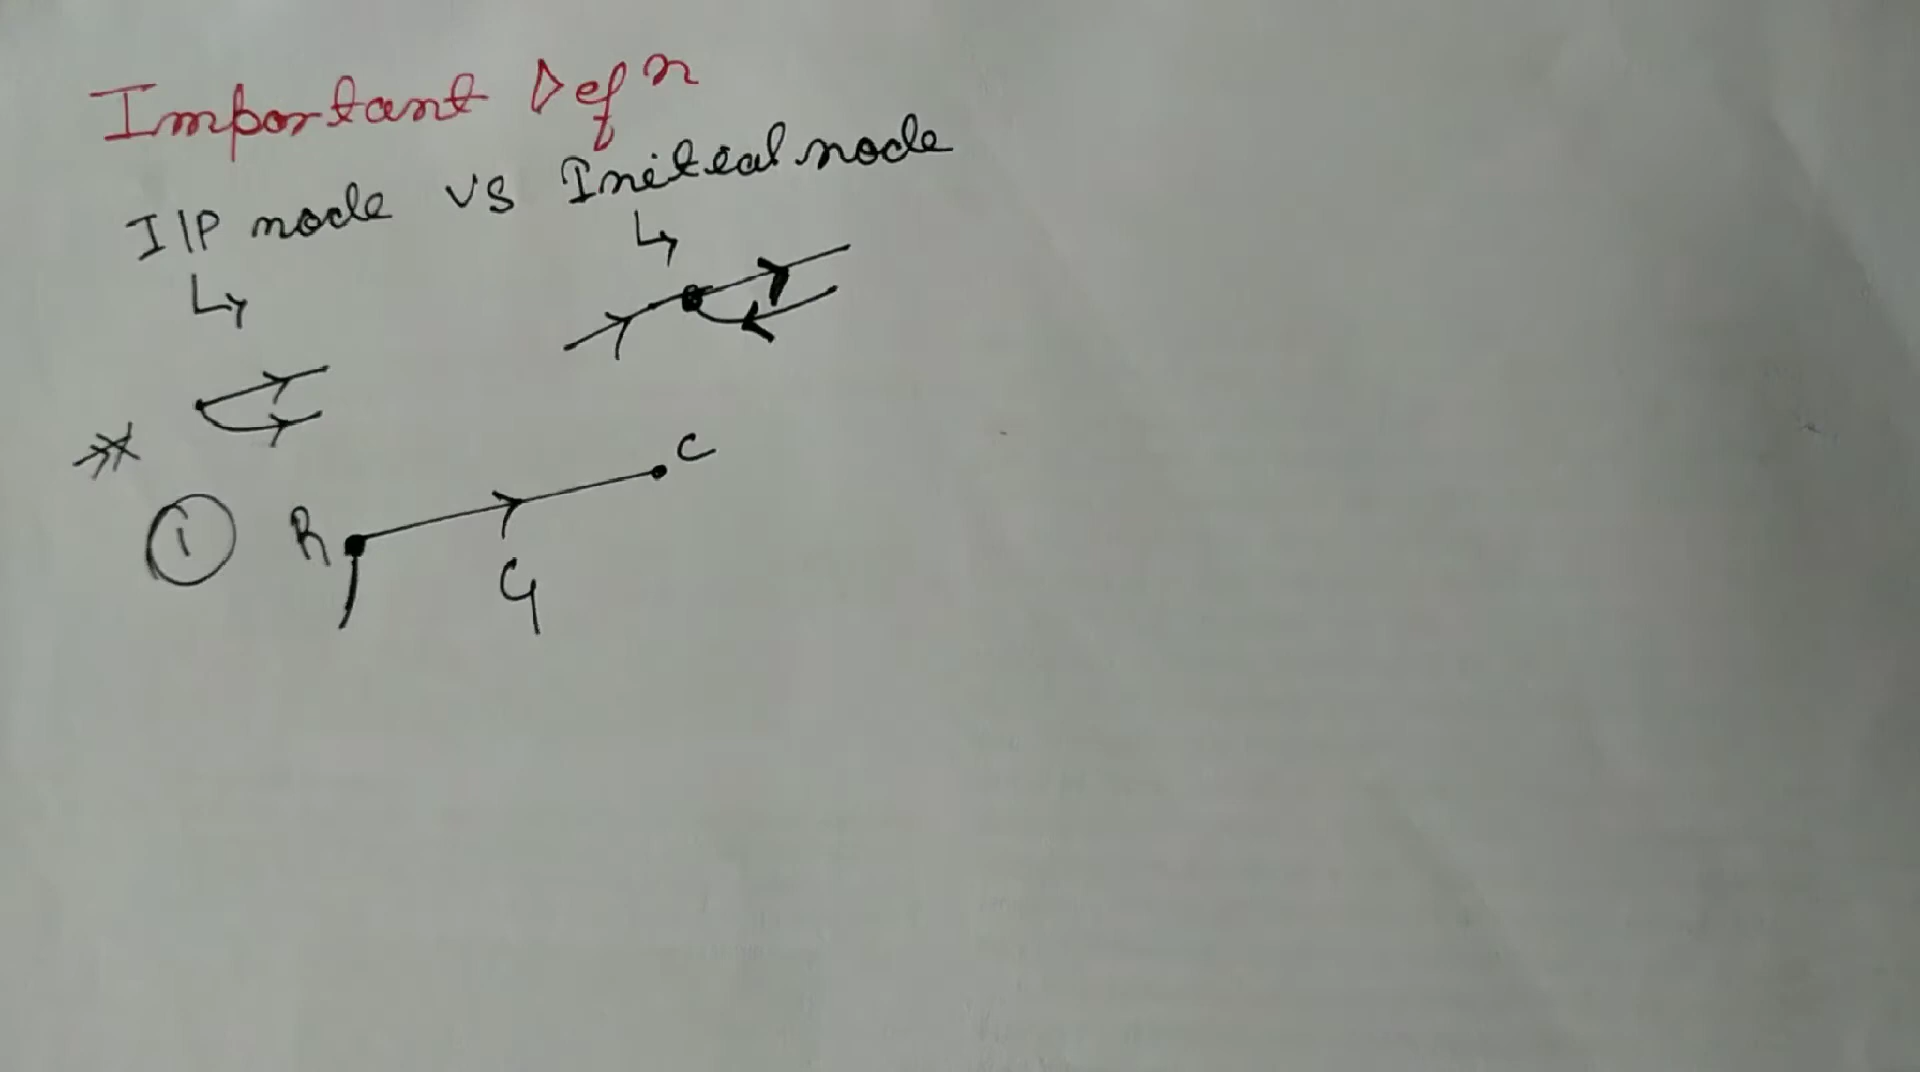 Important Defn
I/P node vs Initial node
C
1 R
G